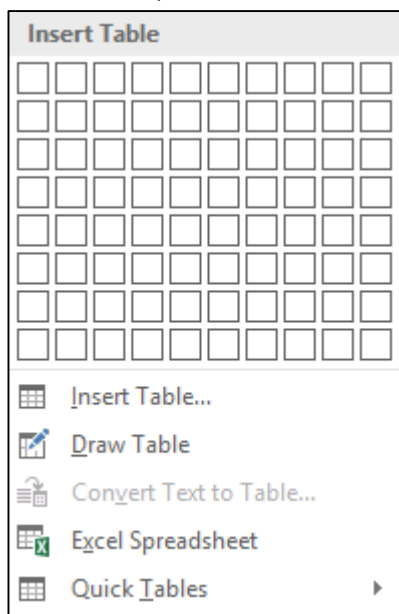 Insert Table
Insert Table...
Draw Table
Convert Text to Table...
Excel Spreadsheet
Quick Tables